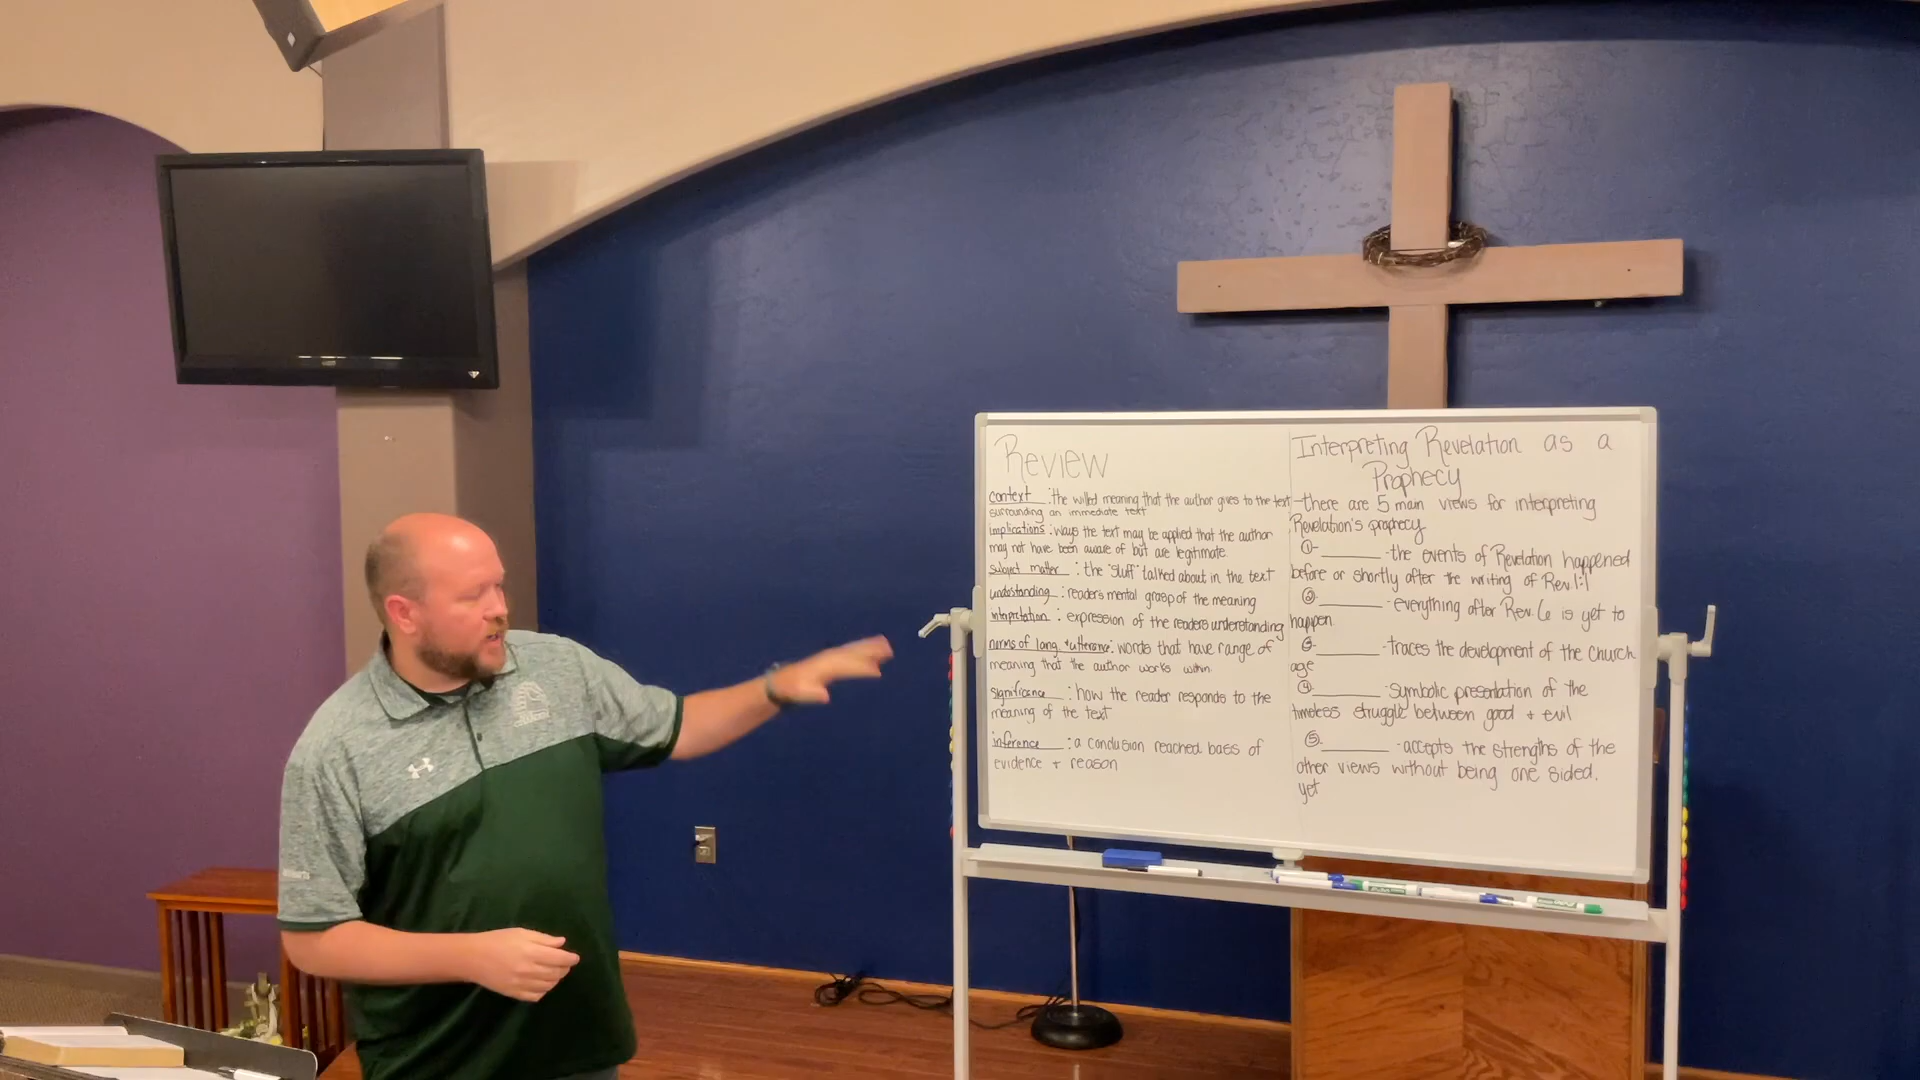 Review
context : the willed meaning that the author gives to the text
surrounding an immediate text
implications : ways the text may be applied that the author
may not have been aware of but are legitimate
subject matter : the "stuff" talked about in the text
undostanding : readers mental grasp of the meaning
intepretation : expression of the readers understanding
norms of lang. + utterance : words that have range of
meaning that the author works within
significance : how the reader responds to the
meaning of the text
inference : a conclusion reached bases of
evidence + reason
Interpreting Revelation as a
Prophecy
-there are 5 main views for interpreting
Revelation's prophecy
① ______ -the events of Revelation happened
before or shortly after the writing of Rev. 1:1
② ______ -everything after Rev. 6 is yet to
happen
③ ______ -traces the development of the church
age
④ ______ -symbolic presentation of the
timeless struggle between good + evil
⑤ ______ -accepts the strengths of the
other views without being one sided.
yet